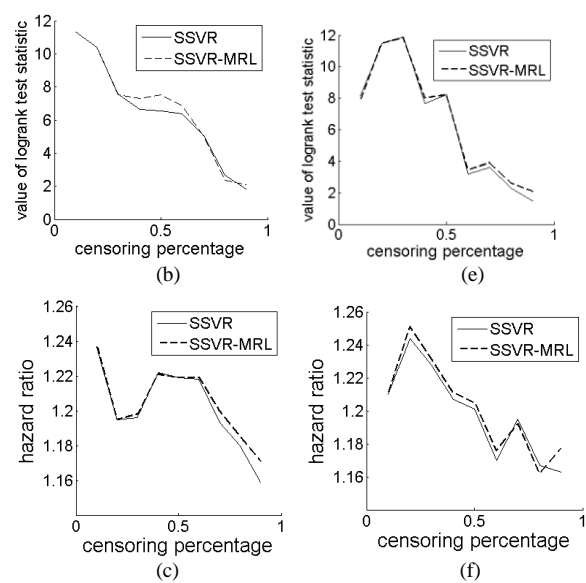 value of logrank test statistic
12
10
8
6
4
2
0
0
0.5
1
SSVR
SSVR-MRL
censoring percentage
(b)
value of logrank test statistic
12
10
8
6
4
2
0
0
0.5
1
SSVR
SSVR-MRL
censoring percentage
(e)
hazard ratio
1.26
1.24
1.22
1.2
1.18
1.16
0
0.5
1
SSVR
SSVR-MRL
censoring percentage
(c)
hazard ratio
1.26
1.24
1.22
1.2
1.18
1.16
0
0.5
1
SSVR
SSVR-MRL
censoring percentage
(f)